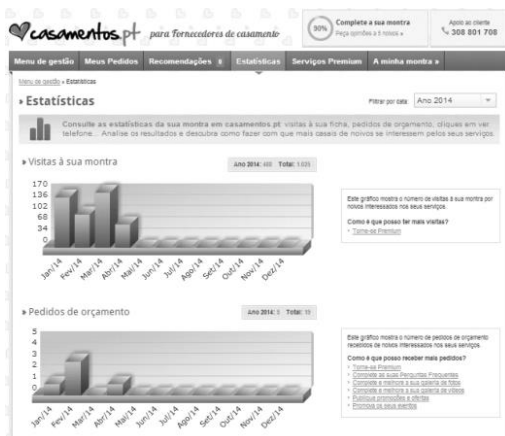 casamentos.pt para Fornecedores de casamento
90%
Complete a sua montra
Peça opiniões a 5 noivos »
Apoio ao cliente
308 801 708
Menu de gestão
Meus Pedidos
Recomendações
Estatísticas
Serviços Premium
A minha montra »
Menu de gestão » Estatísticas
» Estatísticas
Filtrar por data: Ano 2014
Consulte as estatísticas da sua montra em casamentos.pt: visitas à sua ficha, pedidos de orçamento, cliques em ver
telefone... Analise os resultados e descubra como fazer com que mais casais de noivos se interessem pelos seus serviços.
» Visitas à sua montra
Ano 2014: Total:
170
136
102
68
34
0
Jan/14
Fev/14
Mar/14
Abr/14
Mai/14
Jun/14
Jul/14
Ago/14
Set/14
Out/14
Nov/14
Dez/14
Este gráfico mostra o número de visitas à sua montra por
noivos interessados nos seus serviços.
Como é que posso ter mais visitas?
Torne-se Premium
» Pedidos de orçamento
Ano 2014: Total:
5
4
3
2
1
0
Jan/14
Fev/14
Mar/14
Abr/14
Mai/14
Jun/14
Jul/14
Ago/14
Set/14
Out/14
Nov/14
Dez/14
Este gráfico mostra o número de pedidos de orçamento
recebidos de noivos interessados nos seus serviços.
Como é que posso receber mais pedidos?
Torne-se Premium
Complete as suas Perguntas Frequentes
Complete e melhore a sua galeria de fotos
Complete e melhore a sua galeria de vídeos
Publique promoções e ofertas
Promova os seus eventos